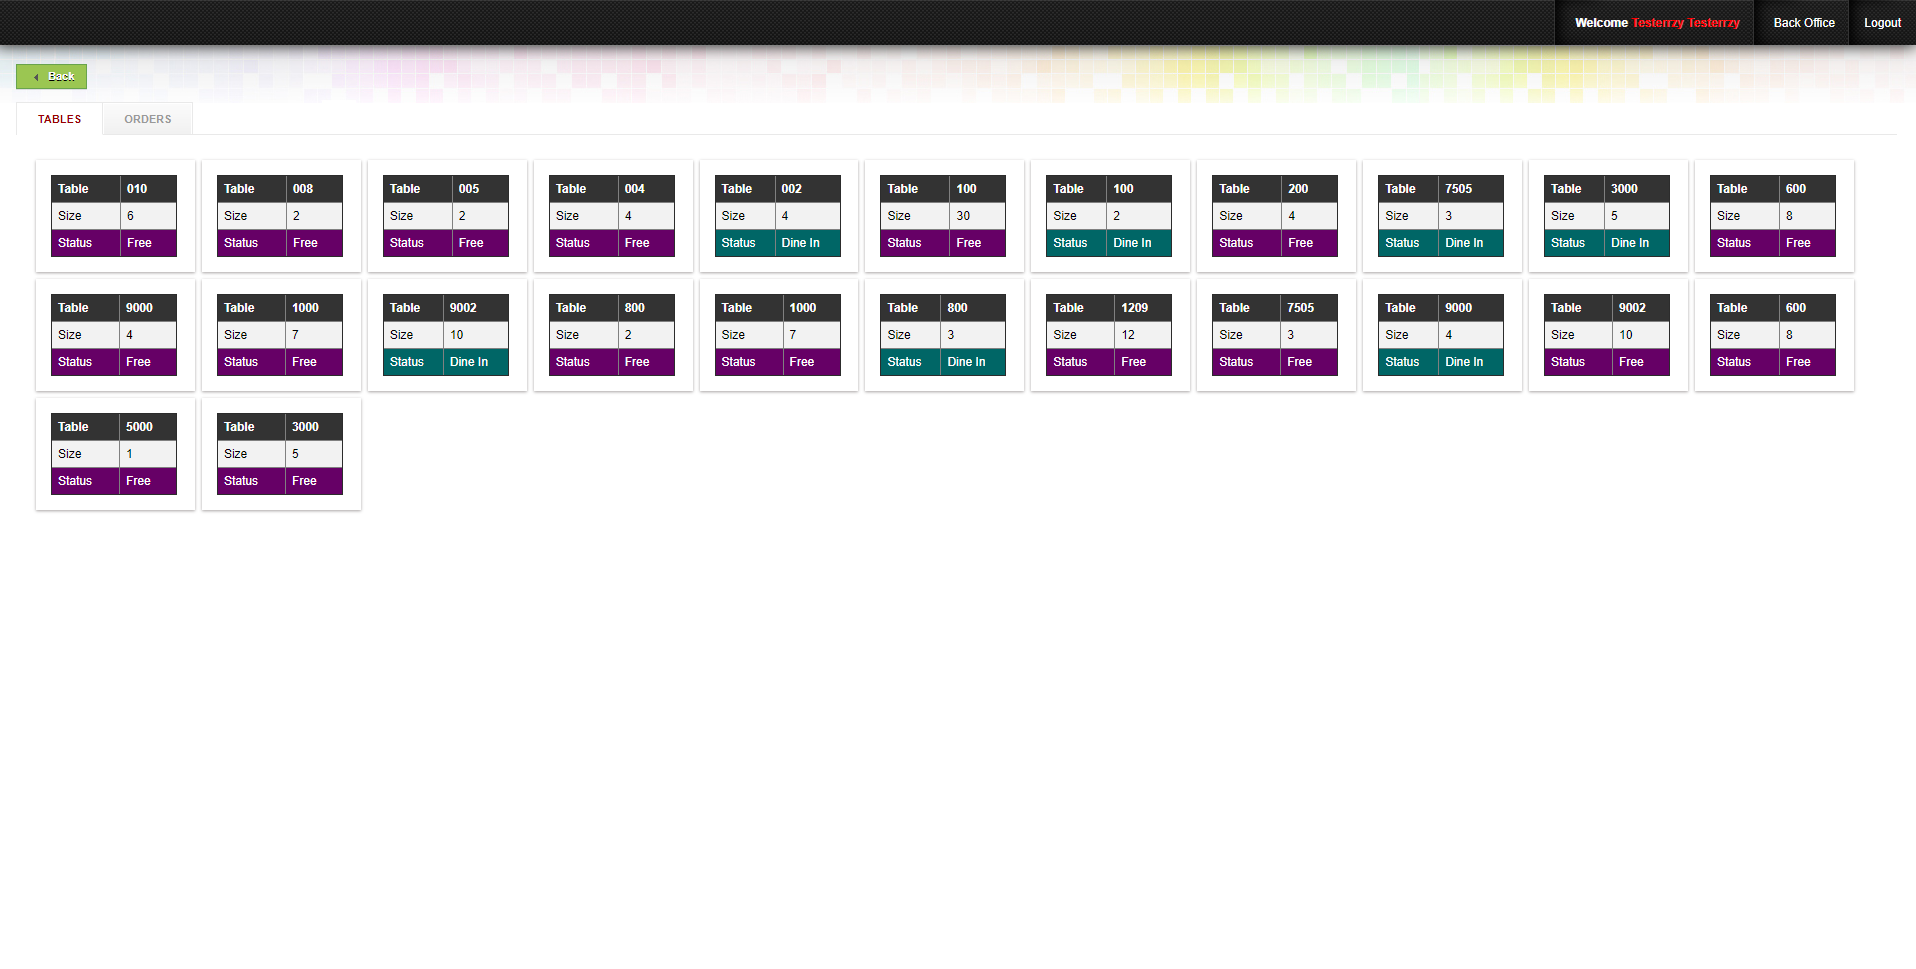 Welcome Testerrzy Testerrzy Back Office Logout
Back
TABLES ORDERS
Table 010 Table 008 Table 005 Table 004 Table 002 Table 100 Table 100 Table 200 Table 7505 Table 3000 Table 600
Size 6 Size 2 Size 2 Size 4 Size 4 Size 30 Size 2 Size 4 Size 3 Size 5 Size 8
Status Free Status Free Status Free Status Free Status Dine In Status Free Status Dine In Status Free Status Dine In Status Dine In Status Free
Table 9000 Table 1000 Table 9002 Table 800 Table 1000 Table 800 Table 1209 Table 7505 Table 9000 Table 9002 Table 600
Size 4 Size 7 Size 10 Size 2 Size 7 Size 3 Size 12 Size 3 Size 4 Size 10 Size 8
Status Free Status Free Status Dine In Status Free Status Free Status Dine In Status Free Status Free Status Dine In Status Free Status Free
Table 5000 Table 3000
Size 1 Size 5
Status Free Status Free